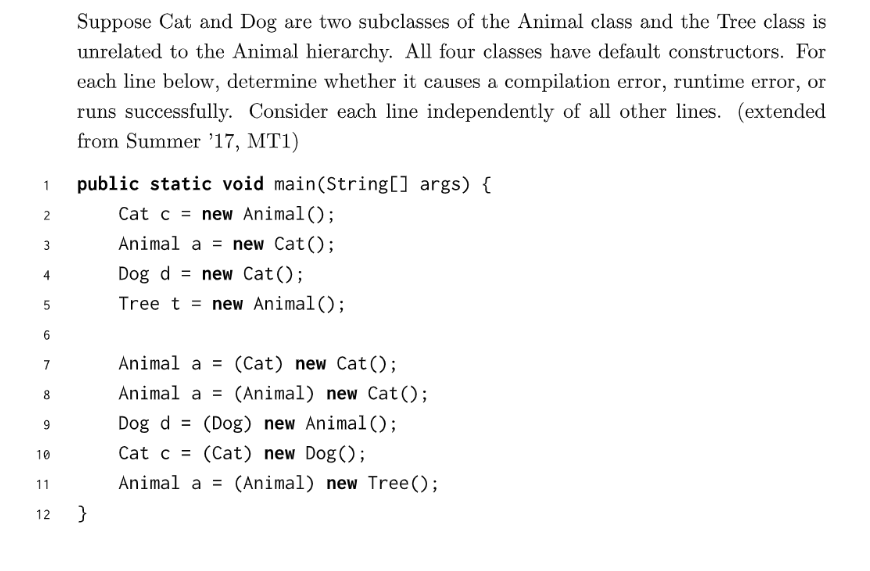 Suppose Cat and Dog are two subclasses of the Animal class and the Tree class is
unrelated to the Animal hierarchy. All four classes have default constructors. For
each line below, determine whether it causes a compilation error, runtime error, or
runs successfully. Consider each line independently of all other lines. (extended
from Summer ’17, MT1)
1 public static void main(String[] args) {
2 Cat c = new Animal();
3 Animal a = new Cat();
4 Dog d = new Cat();
5 Tree t = new Animal();
6
7 Animal a = (Cat) new Cat();
8 Animal a = (Animal) new Cat();
9 Dog d = (Dog) new Animal();
10 Cat c = (Cat) new Dog();
11 Animal a = (Animal) new Tree();
12 }